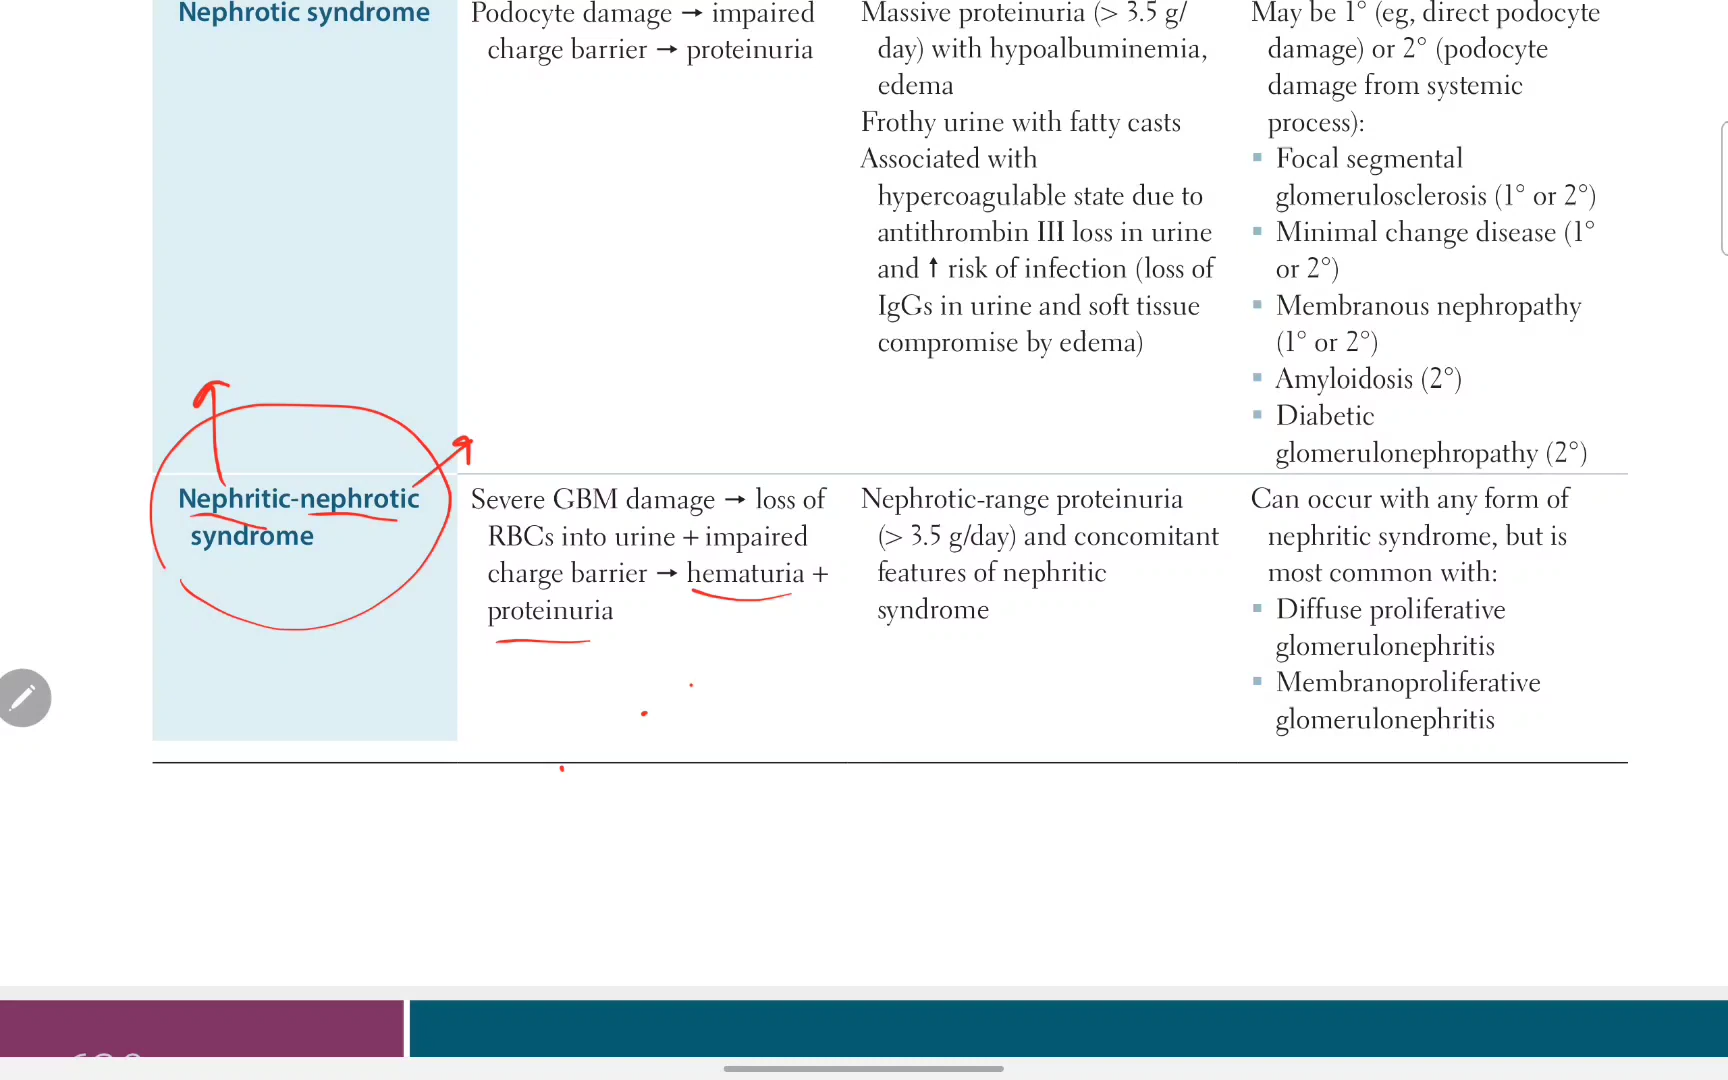 Nephrotic syndrome
Podocyte damage → impaired
charge barrier → proteinuria
Massive proteinuria (> 3.5 g/
day) with hypoalbuminemia,
edema
Frothy urine with fatty casts
Associated with
hypercoagulable state due to
antithrombin III loss in urine
and ↑ risk of infection (loss of
IgGs in urine and soft tissue
compromise by edema)
May be 1° (eg, direct podocyte
damage) or 2° (podocyte
damage from systemic
process):
▪ Focal segmental
glomerulosclerosis (1° or 2°)
▪ Minimal change disease (1°
or 2°)
▪ Membranous nephropathy
(1° or 2°)
▪ Amyloidosis (2°)
▪ Diabetic
glomerulonephropathy (2°)
Nephritic-nephrotic
syndrome
Severe GBM damage → loss of
RBCs into urine + impaired
charge barrier → hematuria +
proteinuria
Nephrotic-range proteinuria
(> 3.5 g/day) and concomitant
features of nephritic
syndrome
Can occur with any form of
nephritic syndrome, but is
most common with:
▪ Diffuse proliferative
glomerulonephritis
▪ Membranoproliferative
glomerulonephritis